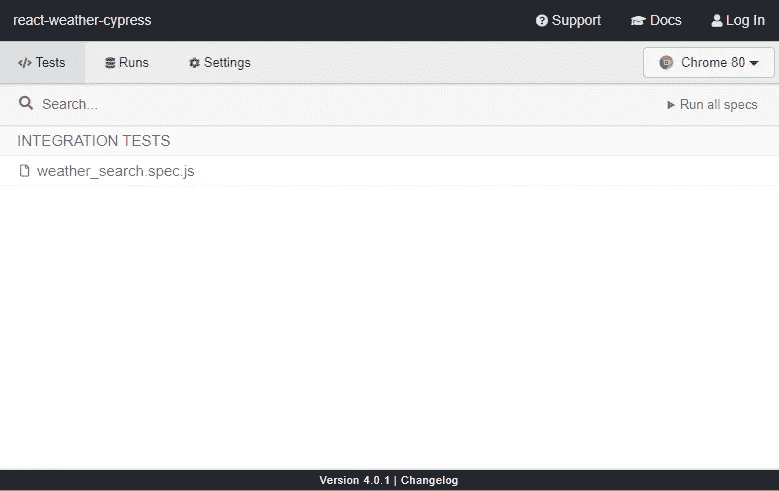 react-weather-cypress Support Docs Log In
Tests Runs Settings Chrome 80
Search... Run all specs
INTEGRATION TESTS
weather_search.spec.js
Version 4.0.1 | Changelog